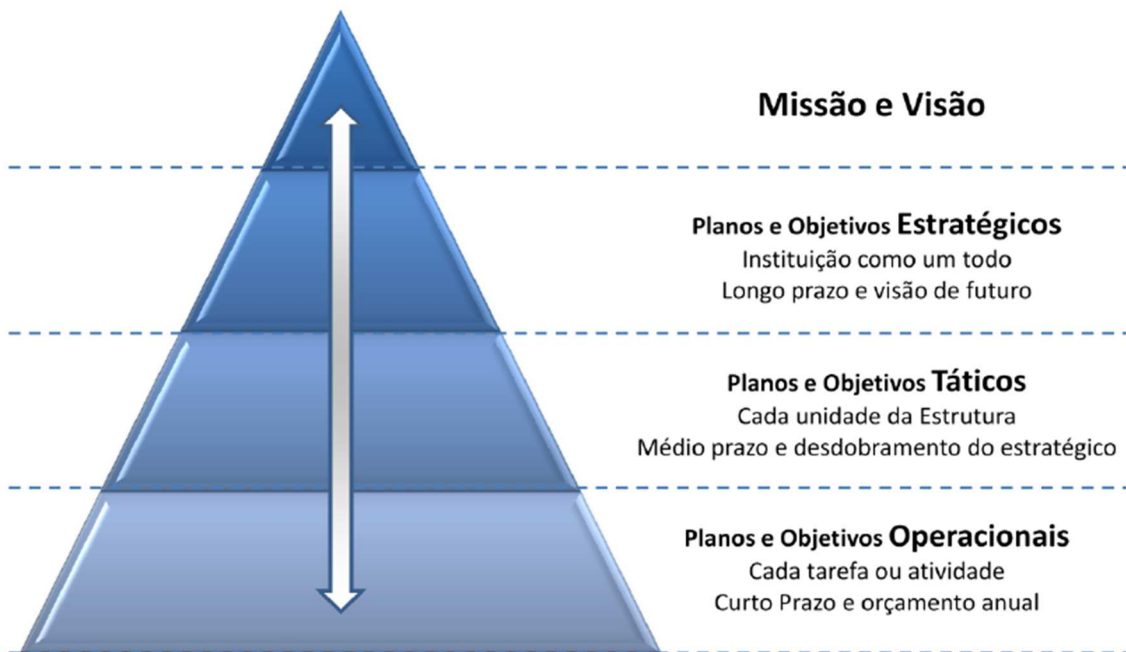 Missão e Visão
Planos e Objetivos Estratégicos
Instituição como um todo
Longo prazo e visão de futuro
Planos e Objetivos Táticos
Cada unidade da Estrutura
Médio prazo e desdobramento do estratégico
Planos e Objetivos Operacionais
Cada tarefa ou atividade
Curto Prazo e orçamento anual